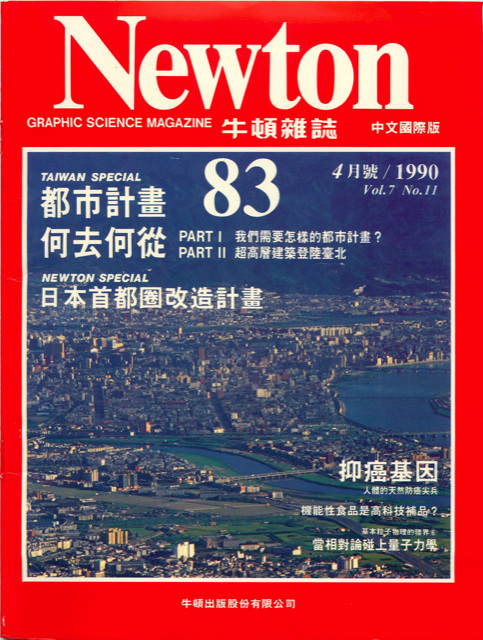 Newton
GRAPHIC SCIENCE MAGAZINE 牛頓雜誌 中文國際版
TAIWAN SPECIAL
都市計畫
何去何從
83
4月號 / 1990
Vol.7 No.11
PART I 我們需要怎樣的都市計畫?
PART II 超高層建築登陸臺北
NEWTON SPECIAL
日本首都圈改造計畫
抑癌基因
人體的天然防癌尖兵
機能性食品是高科技補品?
基本粒子物理的世界⑥
當相對論碰上量子力學
牛頓出版股份有限公司